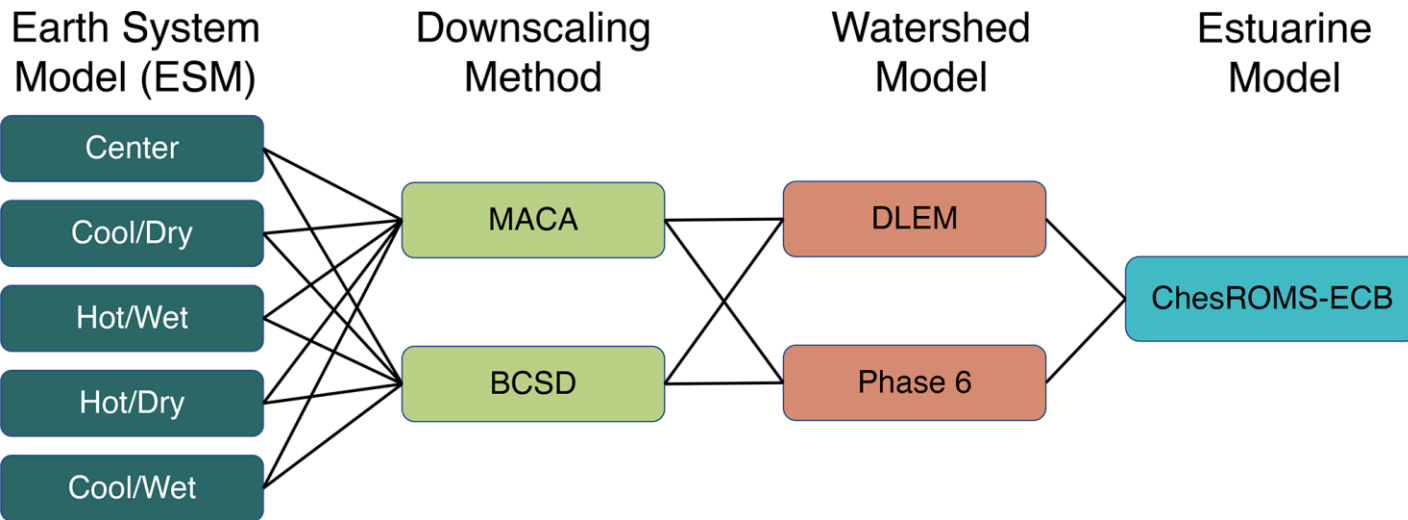 Earth System
Model (ESM)
Downscaling
Method
Watershed
Model
Estuarine
Model
Center
Cool/Dry
Hot/Wet
Hot/Dry
Cool/Wet
MACA
BCSD
DLEM
Phase 6
ChesROMS-ECB